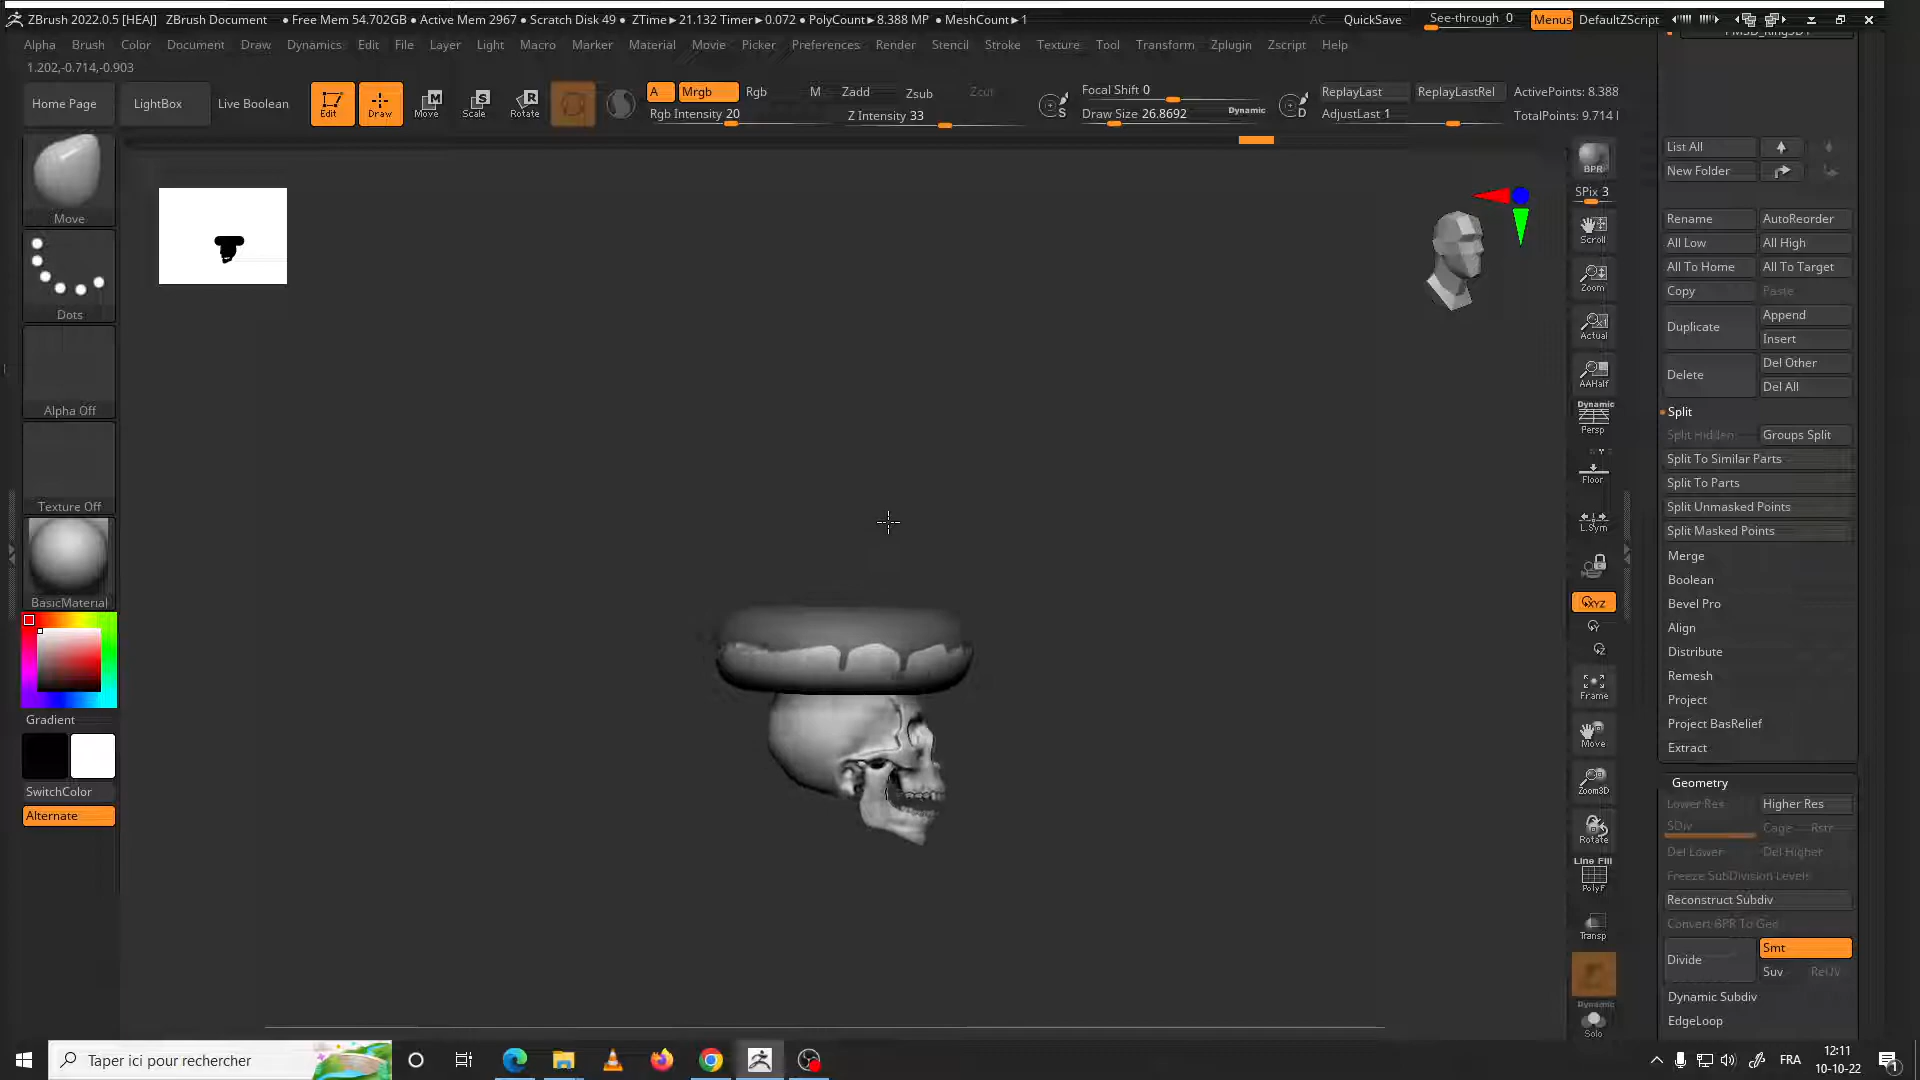 ZBrush 2022.0.5 [HEAJ] ZBrush Document ● Free Mem 54.702GB ● Active Mem 2967 ● Scratch Disk 49 ● ZTime▸21.132 Timer▸0.072 ● PolyCount▸8.388 MP ● MeshCount▸1 AC QuickSave See-through 0 Menus DefaultZScript
Alpha Brush Color Document Draw Dynamics Edit File Layer Light Macro Marker Material Movie Picker Preferences Render Stencil Stroke Texture Tool Transform Zplugin Zscript Help
1.202,-0.714,-0.903
Home Page LightBox Live Boolean Edit Draw Move Scale Rotate
A Mrgb Rgb M Zadd Zsub Zcut
Rgb Intensity 20 Z Intensity 33
S Focal Shift 0
Draw Size 26.8692 Dynamic
D ReplayLast ReplayLastRel ActivePoints: 8.388
AdjustLast 1 TotalPoints: 9.714
Move
Dots
Alpha Off
Texture Off
BasicMaterial
Gradient
SwitchColor
Alternate
BPR
SPix 3
Scroll
Zoom
Actual
AAHalf
Dynamic
Persp
Floor
L.Sym
XYZ
Y
Z
Frame
Move
Zoom3D
Rotate
Line Fill
PolyF
Transp
Dynamic
Solo
List All
New Folder
Rename AutoReorder
All Low All High
All To Home All To Target
Copy Paste
Duplicate Append
Insert
Delete Del Other
Del All
Split
Split Hidden Groups Split
Split To Similar Parts
Split To Parts
Split Unmasked Points
Split Masked Points
Merge
Boolean
Bevel Pro
Align
Distribute
Remesh
Project
Project BasRelief
Extract
Geometry
Lower Res Higher Res
SDiv Cage Rstr
Del Lower Del Higher
Freeze SubDivision Levels
Reconstruct Subdiv
Convert BPR To Geo
Divide Smt
Suv ReUV
Dynamic Subdiv
EdgeLoop
Taper ici pour rechercher
FRA
12:11
10-10-22
1